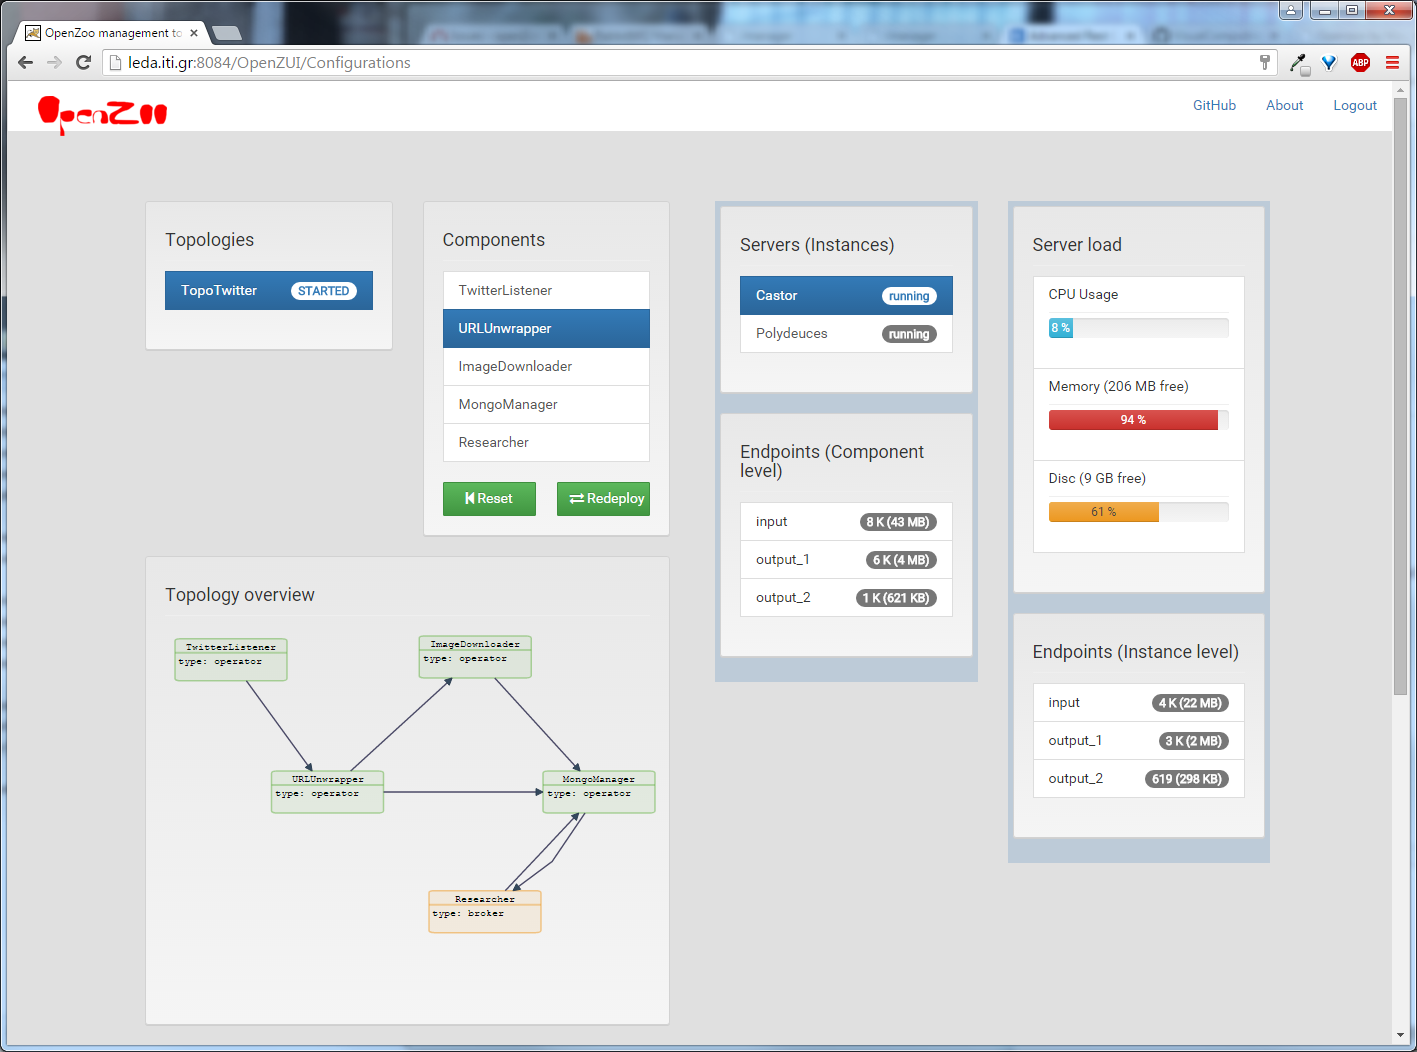 OpenZoo management to
leda.iti.gr:8084/OpenZUI/Configurations
ABP
OpenZoo
GitHub About Logout
Topologies
TopoTwitter STARTED
Components
TwitterListener
URLUnwrapper
ImageDownloader
MongoManager
Researcher
Reset Redeploy
Servers (Instances)
Castor running
Polydeuces running
Endpoints (Component
level)
input 8 K (43 MB)
output_1 6 K (4 MB)
output_2 1 K (621 KB)
Server load
CPU Usage
8 %
Memory (206 MB free)
94 %
Disc (9 GB free)
61 %
Endpoints (Instance level)
input 4 K (22 MB)
output_1 3 K (2 MB)
output_2 619 (298 KB)
Topology overview
TwitterListener
type: operator
ImageDownloader
type: operator
URLUnwrapper
type: operator
MongoManager
type: operator
Researcher
type: broker